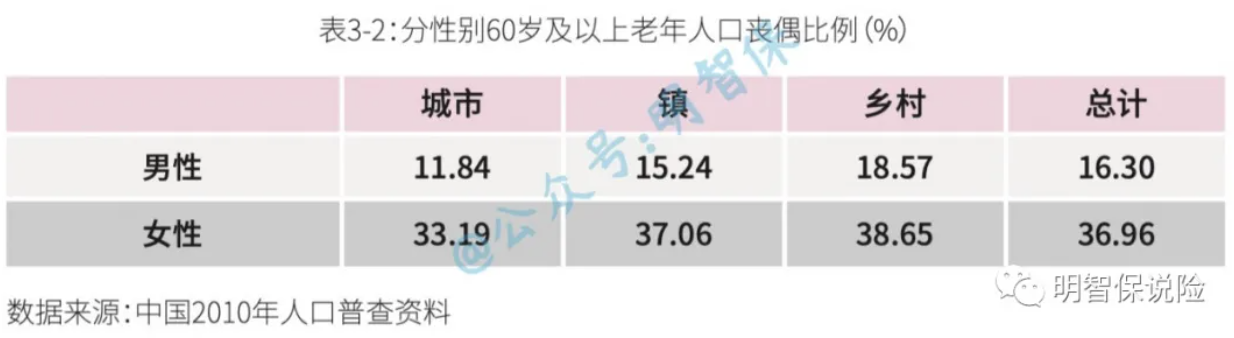 表3-2:分性别60岁及以上老年人口丧偶比例(%)
城市 镇 乡村 总计
男性 11.84 15.24 18.57 16.30
女性 33.19 37.06 38.65 36.96
@公众号:明智保
明智保说险
数据来源:中国2010年人口普查资料